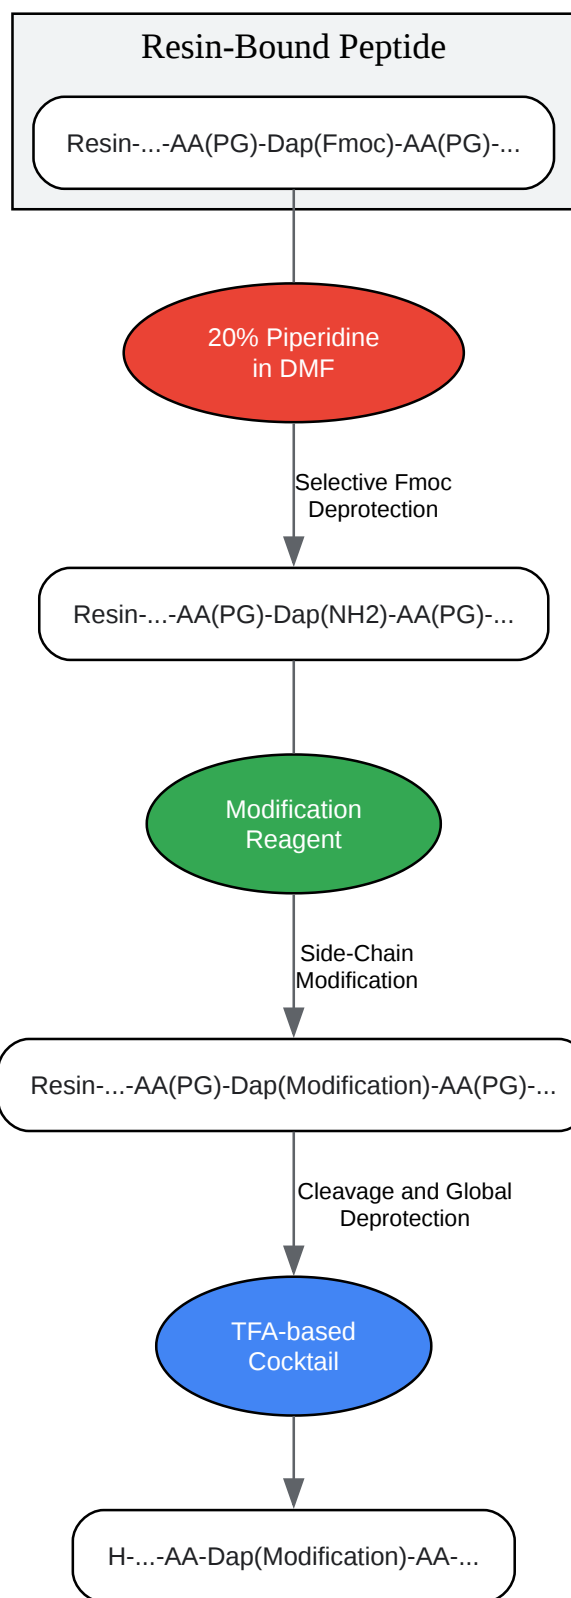 Resin-Bound Peptide
Resin-...-AA(PG)-Dap(Fmoc)-AA(PG)-...
20% Piperidine
in DMF
Selective Fmoc
Deprotection
Resin-...-AA(PG)-Dap(NH2)-AA(PG)-...
Modification
Reagent
Side-Chain
Modification
Resin-...-AA(PG)-Dap(Modification)-AA(PG)-...
Cleavage and Global
Deprotection
TFA-based
Cocktail
H-...-AA-Dap(Modification)-AA-...